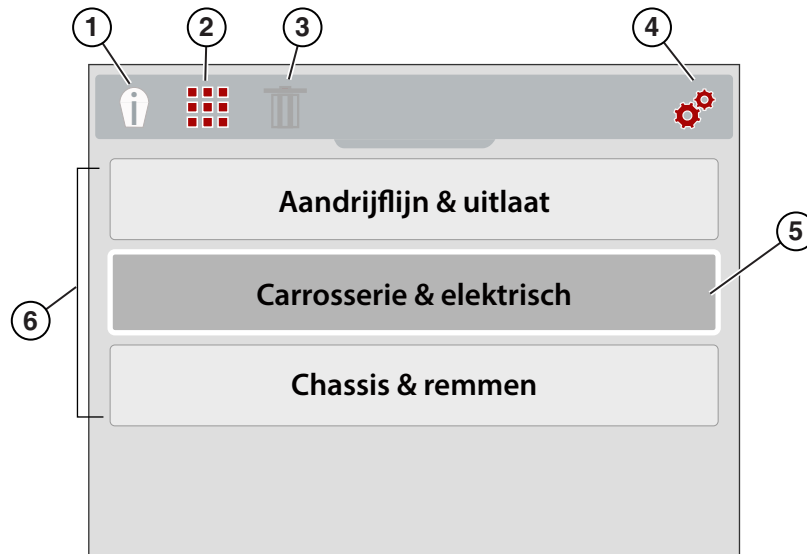 1 2 3 4
Aandrijflijn & uitlaat
5
Carrosserie & elektrisch
6
Chassis & remmen